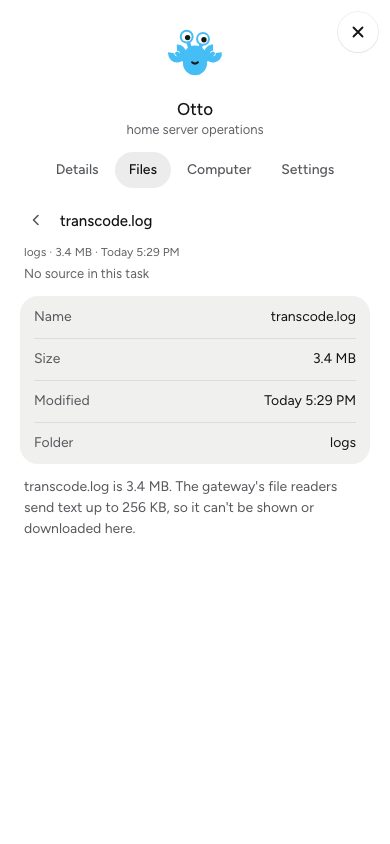 Otto
home server operations
Details Files Computer Settings
transcode.log
logs · 3.4 MB · Today 5:29 PM
No source in this task
Name transcode.log
Size 3.4 MB
Modified Today 5:29 PM
Folder logs
transcode.log is 3.4 MB. The gateway's file readers
send text up to 256 KB, so it can't be shown or
downloaded here.